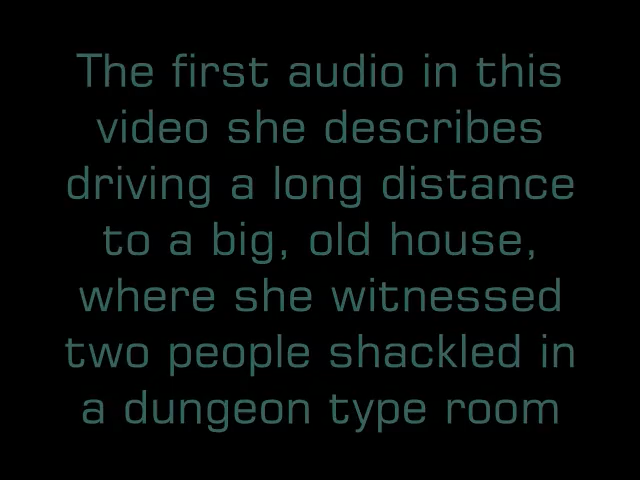 The first audio in this
video she describes
driving a long distance
to a big, old house,
where she witnessed
two people shackled in
a dungeon type room